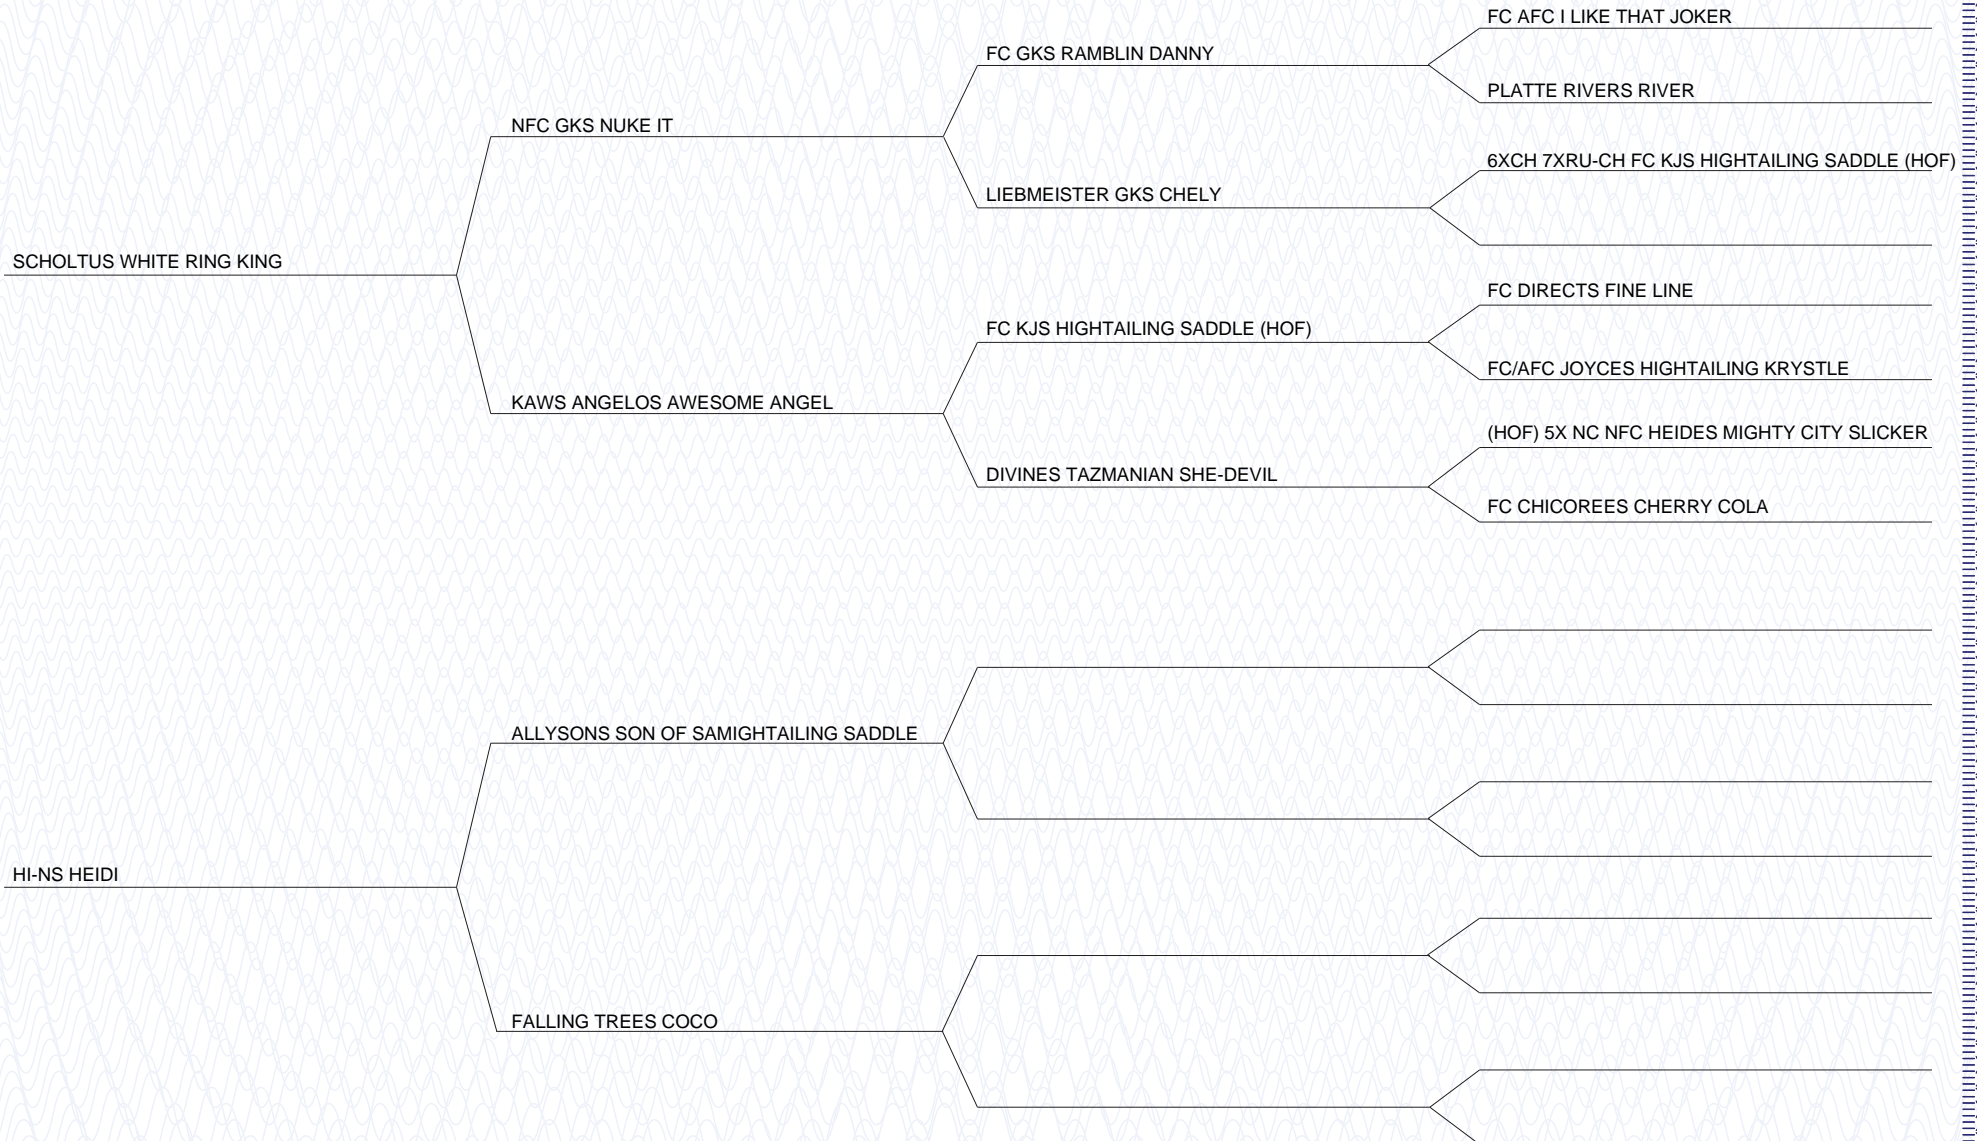 FC AFC I LIKE THAT JOKER
FC GKS RAMBLIN DANNY
PLATTE RIVERS RIVER
NFC GKS NUKE IT
6XCH 7XRU-CH FC KJS HIGHTAILING SADDLE (HOF)
LIEBMEISTER GKS CHELY
SCHOLTUS WHITE RING KING
FC DIRECTS FINE LINE
FC KJS HIGHTAILING SADDLE (HOF)
FC/AFC JOYCES HIGHTAILING KRYSTLE
KAWS ANGELOS AWESOME ANGEL
(HOF) 5X NC NFC HEIDES MIGHTY CITY SLICKER
DIVINES TAZMANIAN SHE-DEVIL
FC CHICOREES CHERRY COLA
ALLYSONS SON OF SAMIGHTAILING SADDLE
HI-NS HEIDI
FALLING TREES COCO